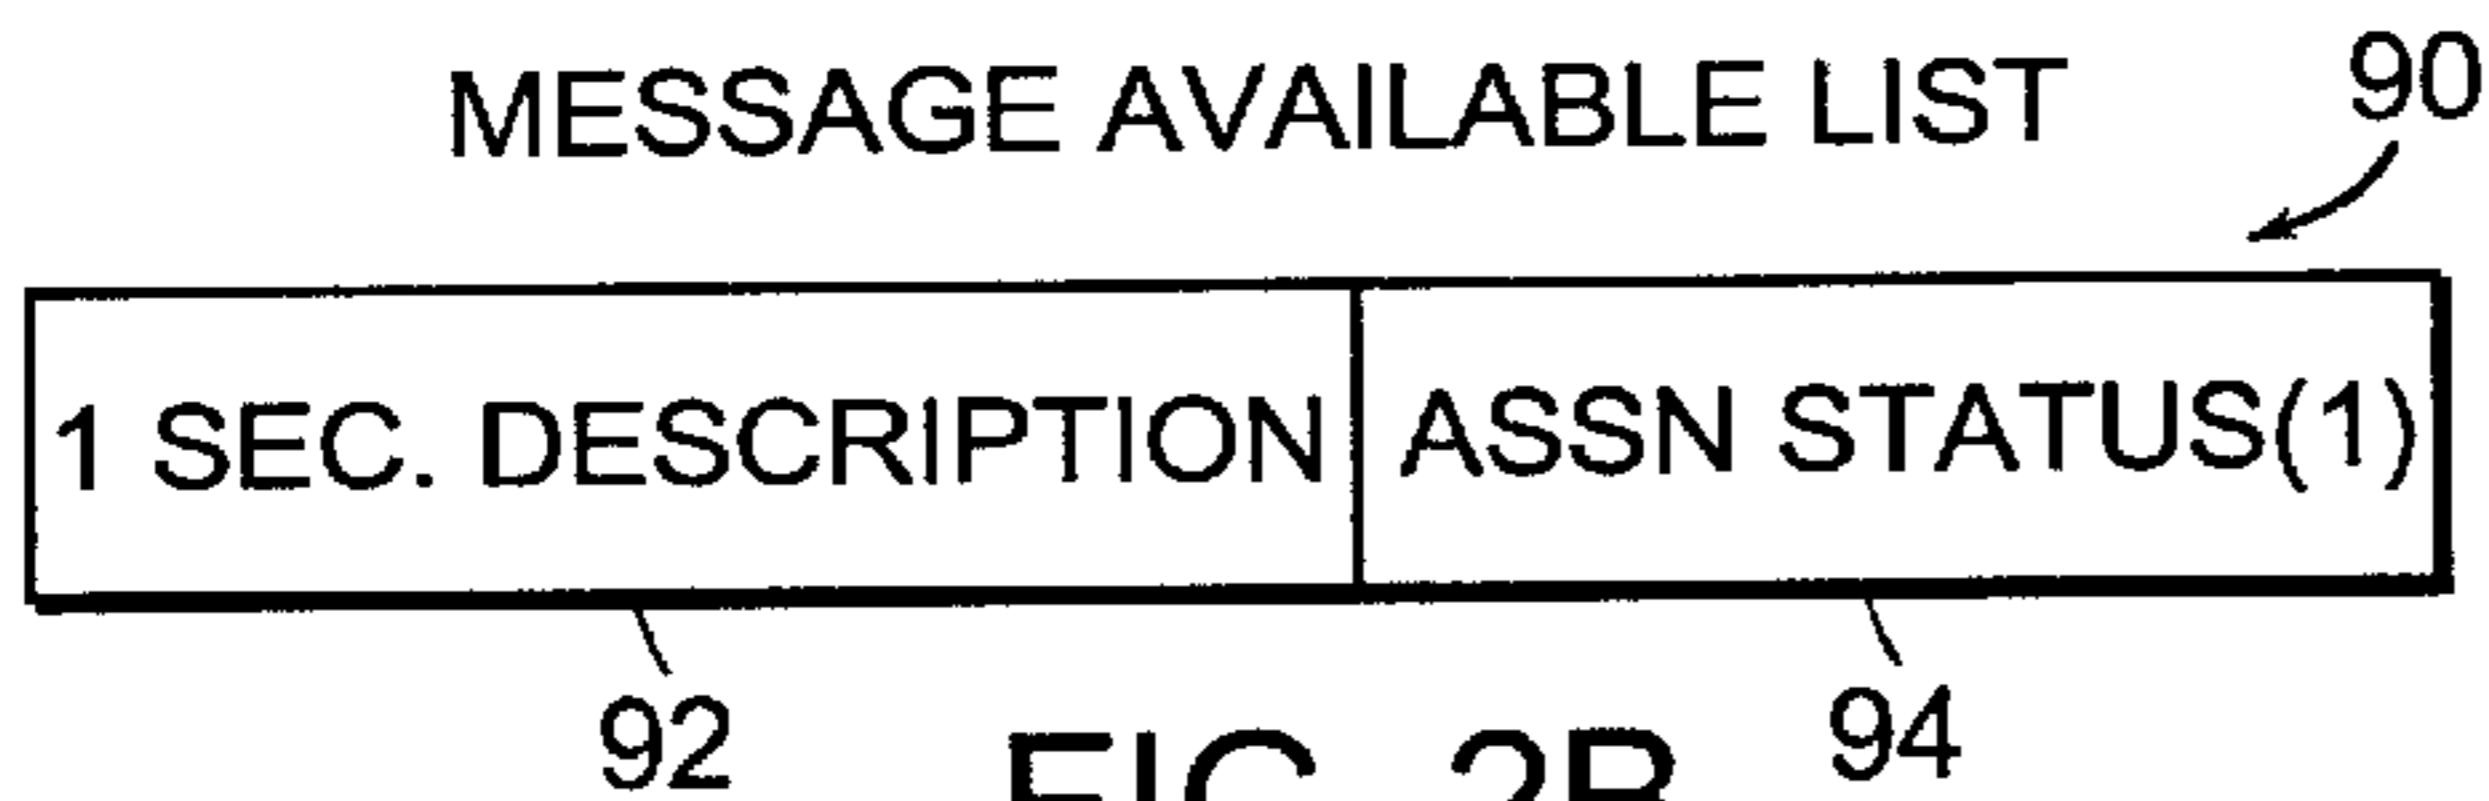 MESSAGE AVAILABLE LIST
90
1 SEC. DESCRIPTION ASSN STATUS(1)
92
94